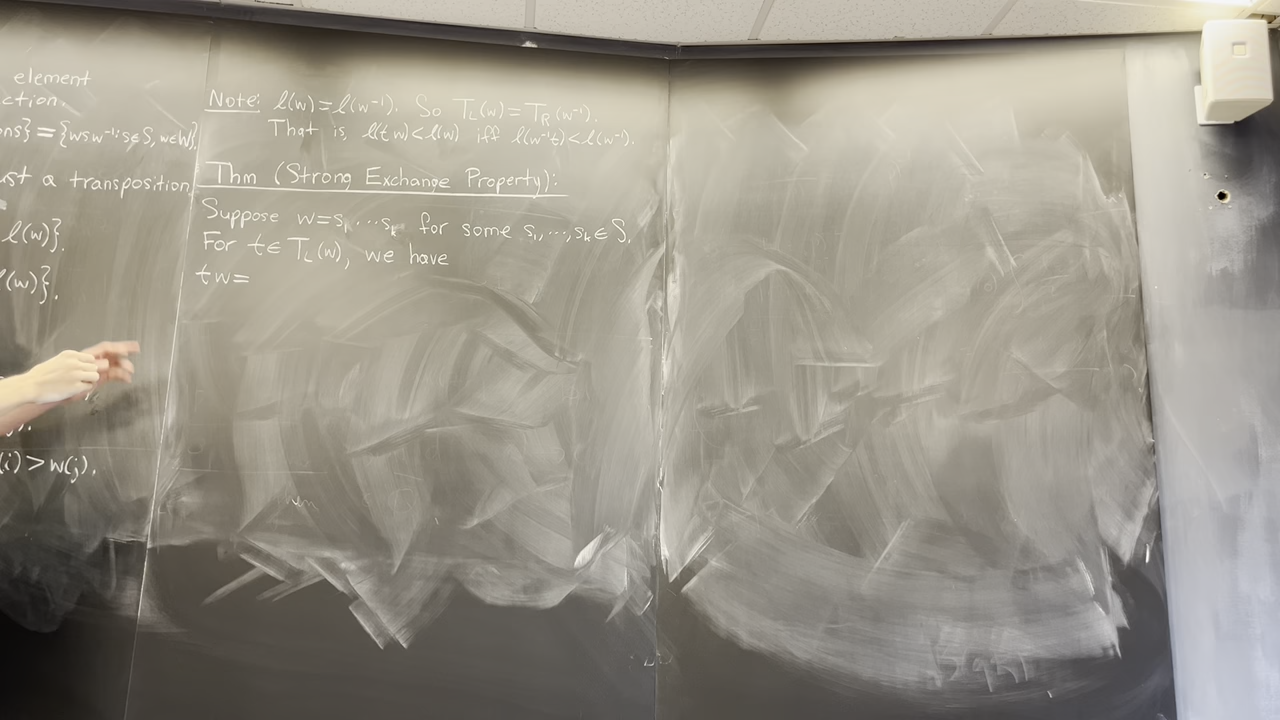 element
ction.
ons} = {wsw⁻¹: s∈S, w∈W}
ust a transposition
l(w)}.
l(w)}.
(i) > w(j).
Note: l(w)=l(w⁻¹). So T_L(w)=T_R(w⁻¹).
That is, l(tw)<l(w) iff l(w⁻¹t)<l(w⁻¹).
Thm (Strong Exchange Property):
Suppose w=s₁⋯s_k for some s₁,⋯,s_k∈S.
For t∈T_L(w), we have
tw=